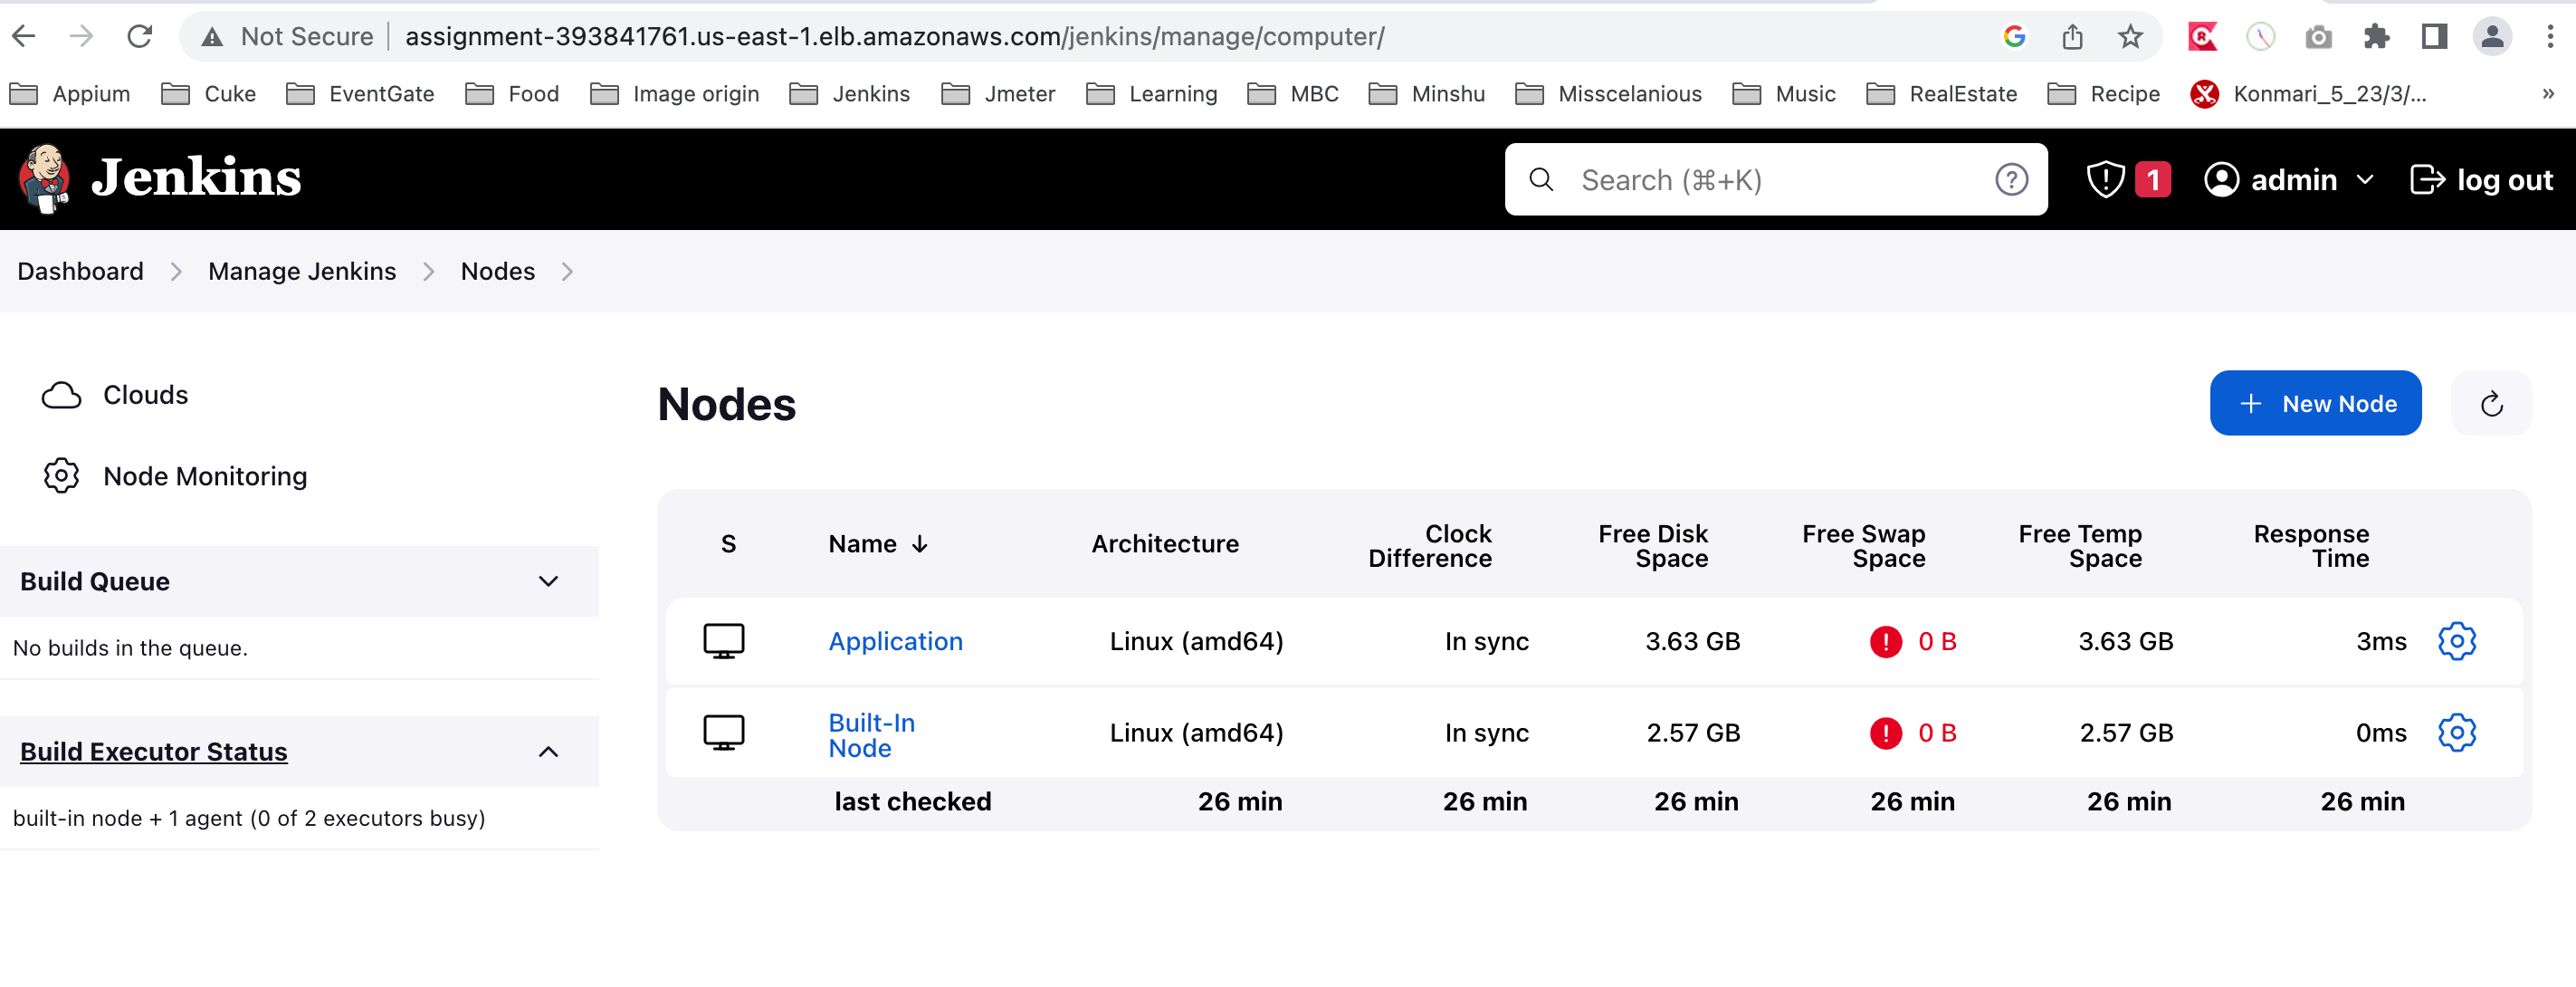 Not Secure | assignment-393841761.us-east-1.elb.amazonaws.com/jenkins/manage/computer/
Appium Cuke EventGate Food Image origin Jenkins Jmeter Learning MBC Minshu Misscelanious Music RealEstate Recipe Konmari_5_23/3/... »
Jenkins Search (⌘+K) ? 1 admin log out
Dashboard Manage Jenkins Nodes
Clouds
Node Monitoring
Build Queue
No builds in the queue.
Build Executor Status
built-in node + 1 agent (0 of 2 executors busy)
Nodes
+ New Node
S Name ↓ Architecture Clock Difference Free Disk Space Free Swap Space Free Temp Space Response Time
Application Linux (amd64) In sync 3.63 GB ! 0 B 3.63 GB 3ms
Built-In Node Linux (amd64) In sync 2.57 GB ! 0 B 2.57 GB 0ms
last checked 26 min 26 min 26 min 26 min 26 min 26 min